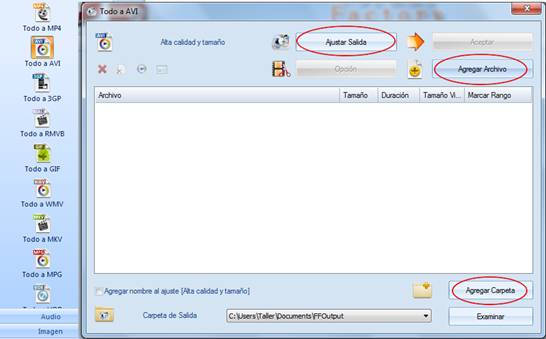 Todo a MP4
Todo a AVI
Todo a 3GP
Todo a RMVB
Todo a GIF
Todo a WMV
Todo a MKV
Todo a MPG
Audio
Imagen
Todo a AVI
Factory
Alta calidad y tamaño
Ajustar Salida
Aceptar
Opción
Agregar Archivo
Archivo
Tamaño
Duración
Tamaño Vi...
Marcar Rango
Agregar nombre al ajuste [Alta calidad y tamaño]
Agregar Carpeta
Carpeta de Salida
C:\Users\Taller\Documents\FFOutput
Examinar